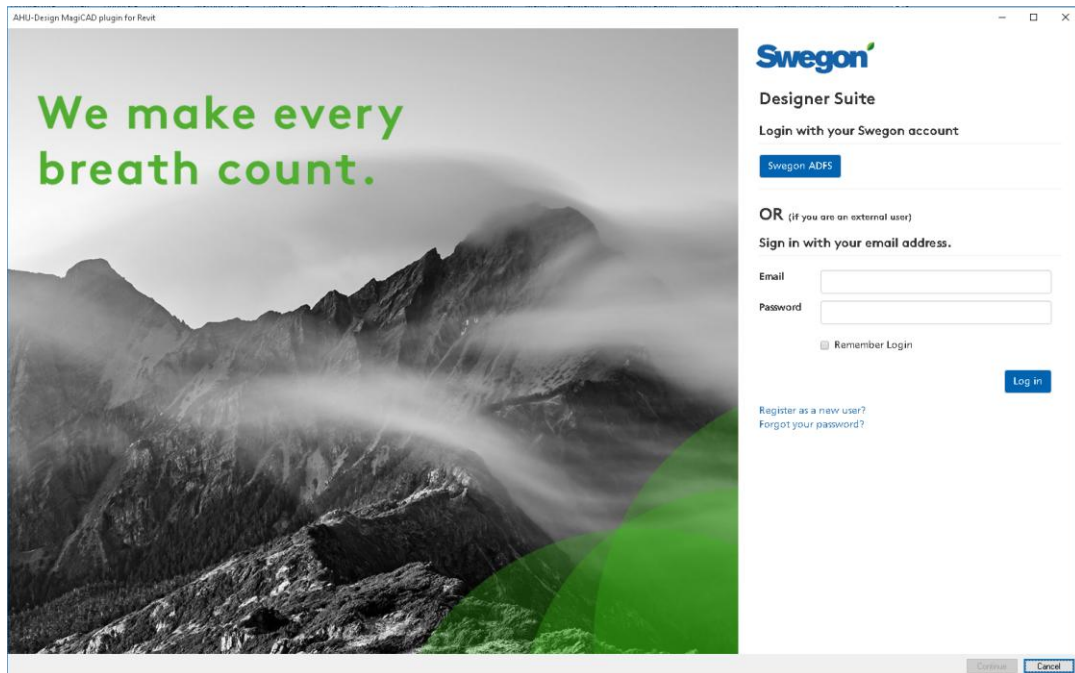 AHU-Design MagiCAD plugin for Revit
We make every
breath count.
Swegon
Designer Suite
Login with your Swegon account
Swegon ADFS
OR (if you are an external user)
Sign in with your email address.
Email
Password
Remember Login
Log in
Register as a new user?
Forgot your password?
Continue
Cancel